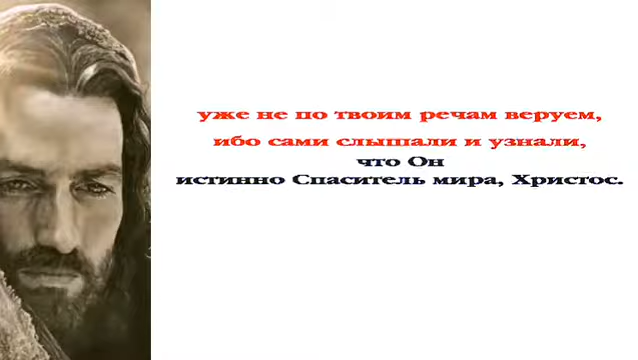 уже не по твоим речам веруем,
ибо сами слышали и узнали,
что Он
истинно Спаситель мира, Христос.